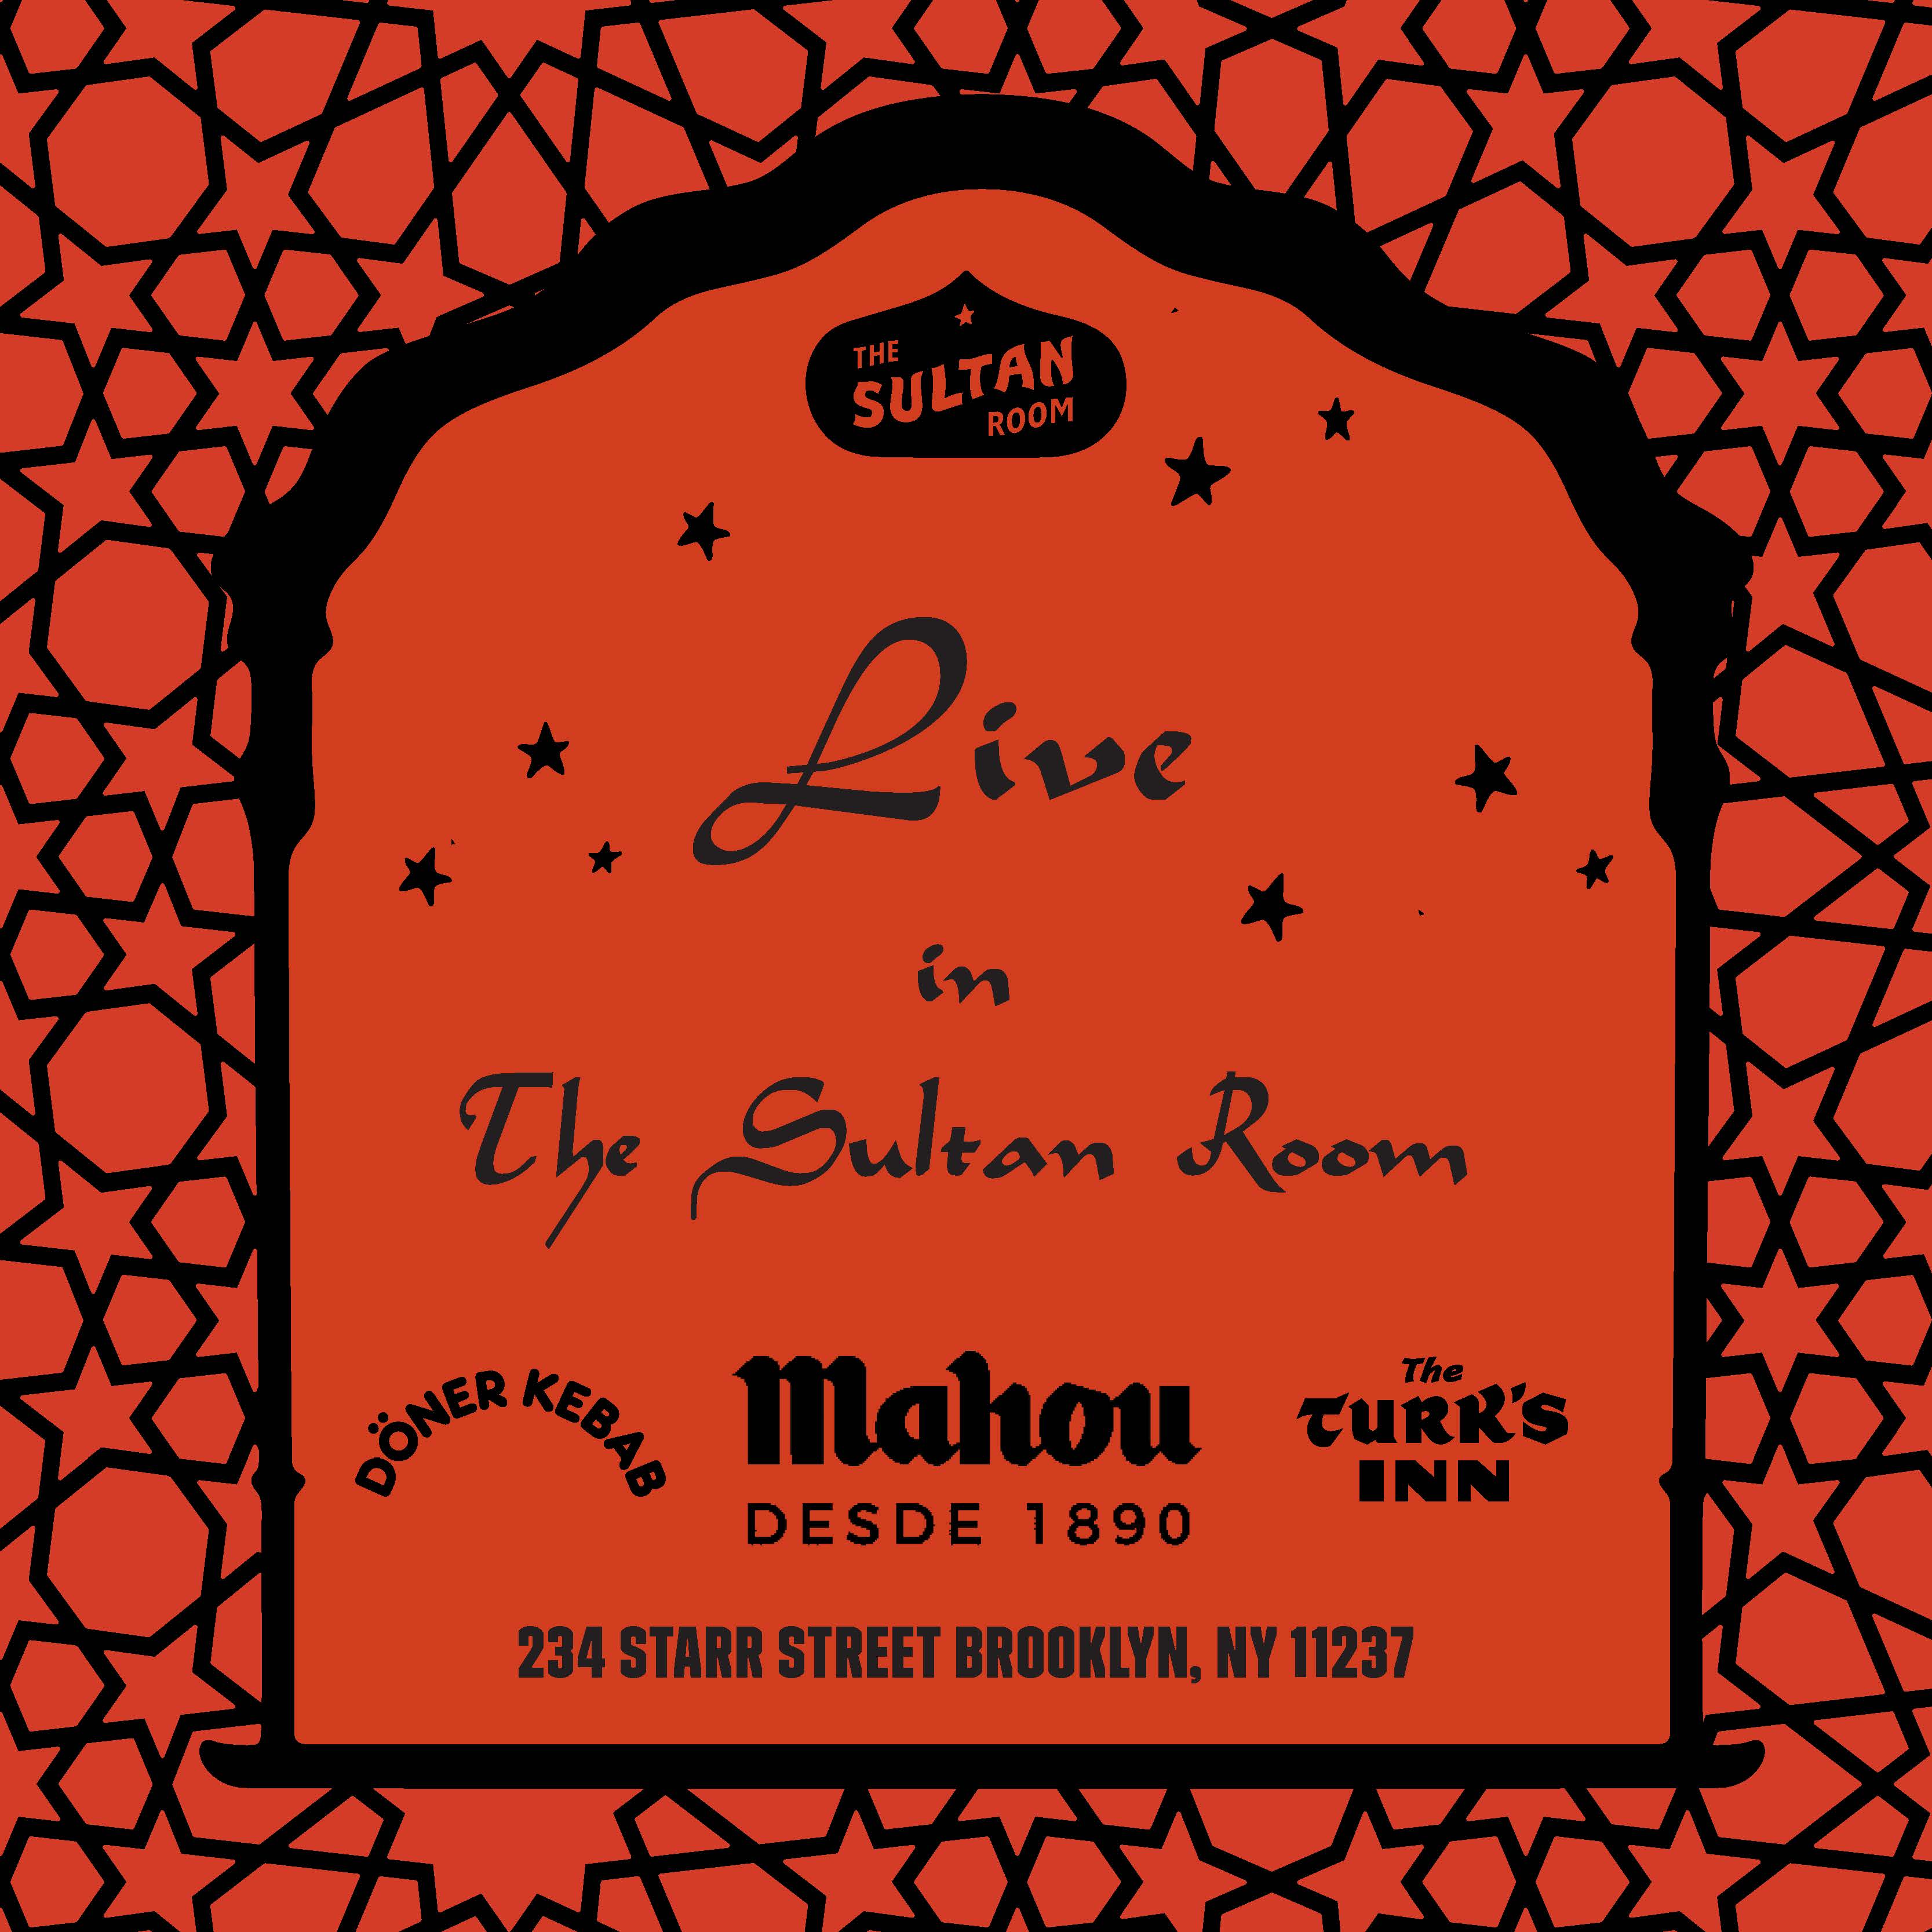 THE
SULTAN
ROOM
Live
in
The Sultan Room
DÖNER KEBAB
Mahou
DESDE 1890
The
TURK'S
INN
234 STARR STREET BROOKLYN, NY 11237